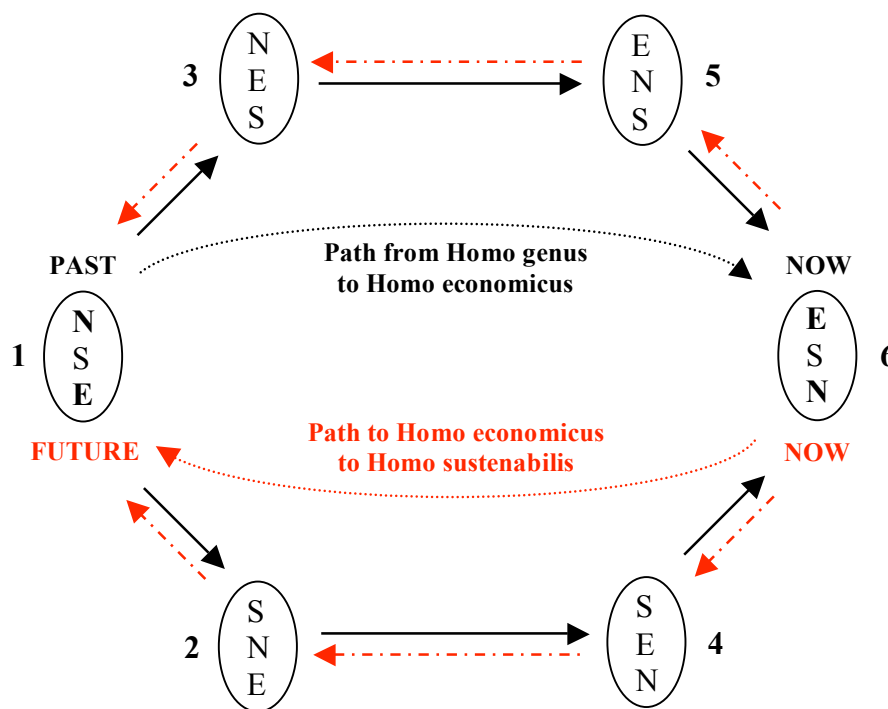 3
N
E
S
E
N
S
5
Path from Homo genus
to Homo economicus
PAST
NOW
1
N
S
E
E
S
N
6
FUTURE
Path to Homo economicus
to Homo sustenabilis
NOW
2
S
N
E
S
E
N
4